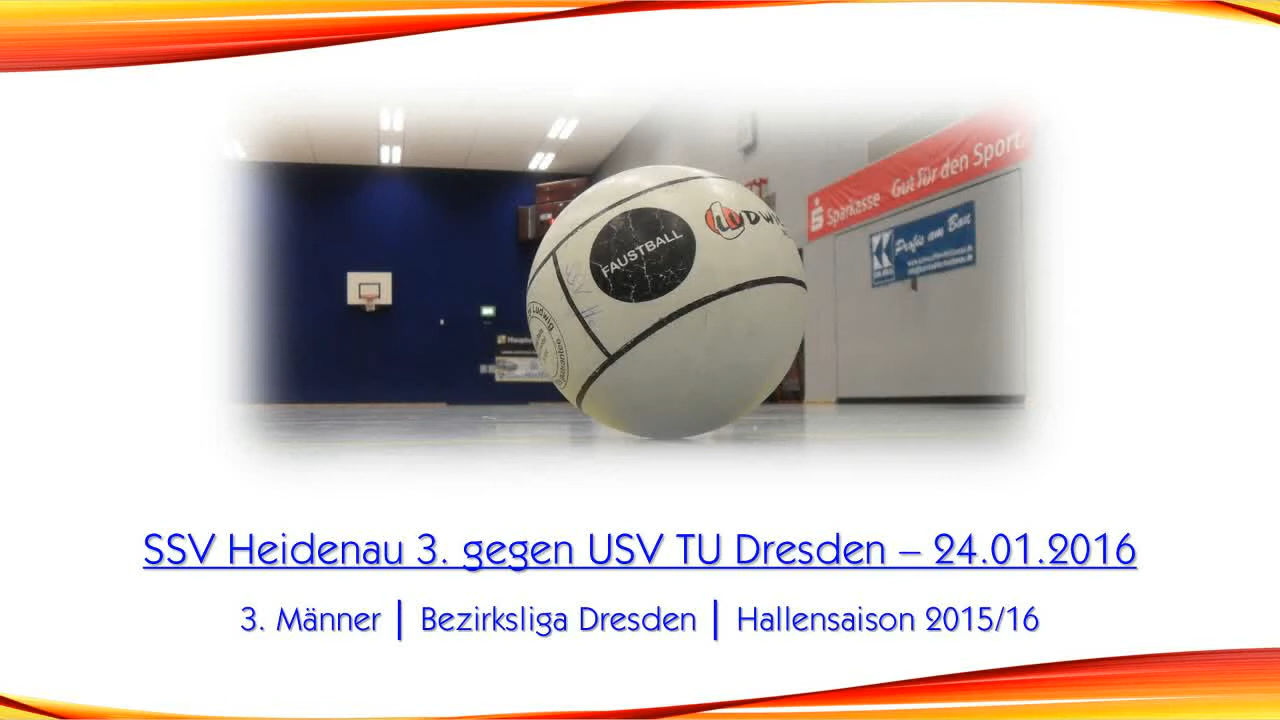 Gut für den Sport.
Sparkasse
Profis am Bau
LUDWIG
FAUSTBALL
Ludwig
SSV Heidenau 3. gegen USV TU Dresden – 24.01.2016
3. Männer | Bezirksliga Dresden | Hallensaison 2015/16